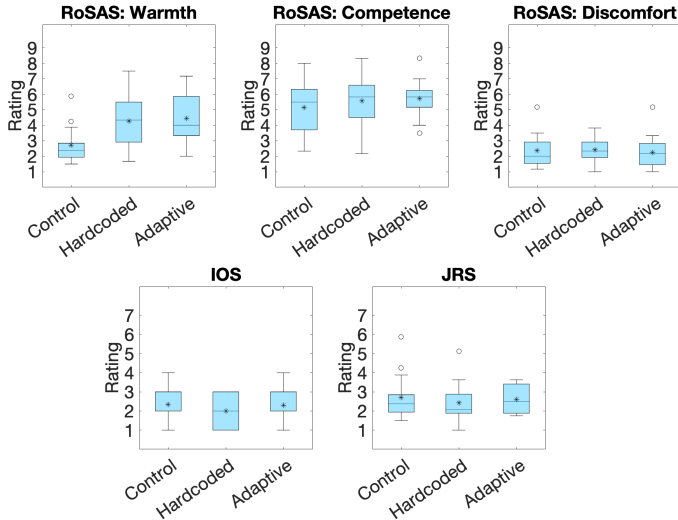 RoSAS: Warmth
Rating
9
8
7
6
5
4
3
2
1
Control
Hardcoded
Adaptive
RoSAS: Competence
Rating
9
8
7
6
5
4
3
2
1
Control
Hardcoded
Adaptive
RoSAS: Discomfort
Rating
9
8
7
6
5
4
3
2
1
Control
Hardcoded
Adaptive
IOS
Rating
7
6
5
4
3
2
1
Control
Hardcoded
Adaptive
JRS
Rating
7
6
5
4
3
2
1
Control
Hardcoded
Adaptive